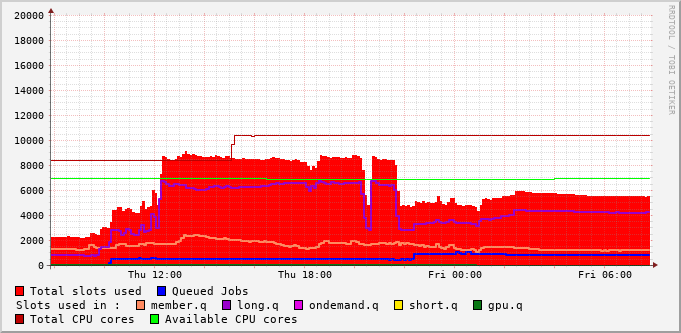 20000
18000
16000
14000
12000
10000
8000
6000
4000
2000
0
Thu 12:00 Thu 18:00 Fri 00:00 Fri 06:00
RRDTOOL / TOBI OETIKER
Total slots used Queued Jobs
Slots used in : member.q long.q ondemand.q short.q gpu.q
Total CPU cores Available CPU cores